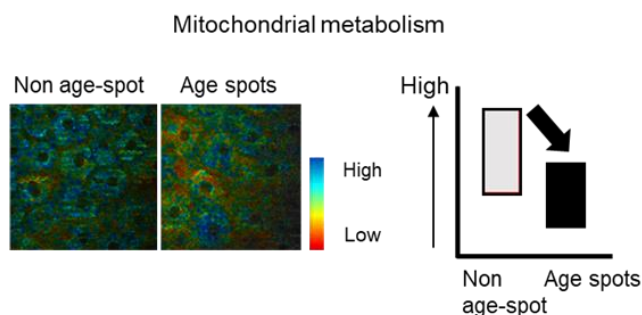 Mitochondrial metabolism
Non age-spot
Age spots
High
Low
High
Non
age-spot
Age spots